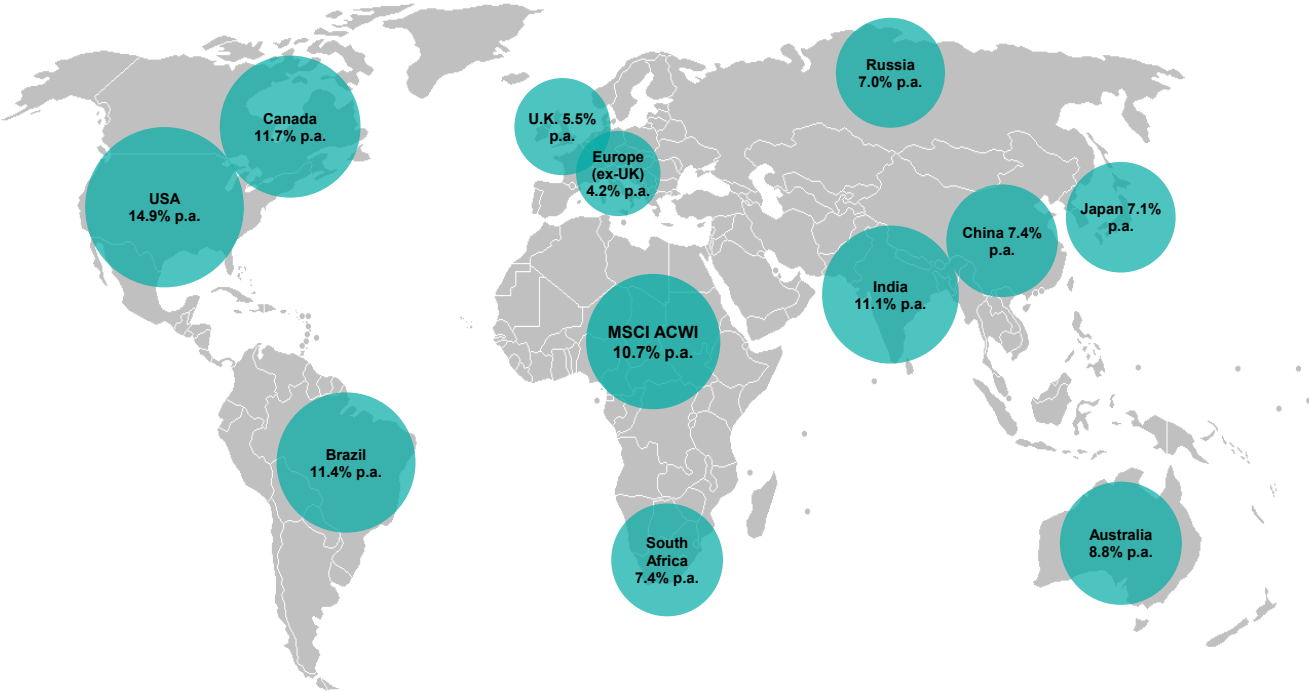 Russia
7.0% p.a.
Canada
11.7% p.a.
U.K. 5.5%
p.a.
Europe
(ex-UK)
4.2% p.a.
USA
14.9% p.a.
Japan 7.1%
p.a.
China 7.4%
p.a.
India
11.1% p.a.
MSCI ACWI
10.7% p.a.
Brazil
11.4% p.a.
South
Africa
7.4% p.a.
Australia
8.8% p.a.